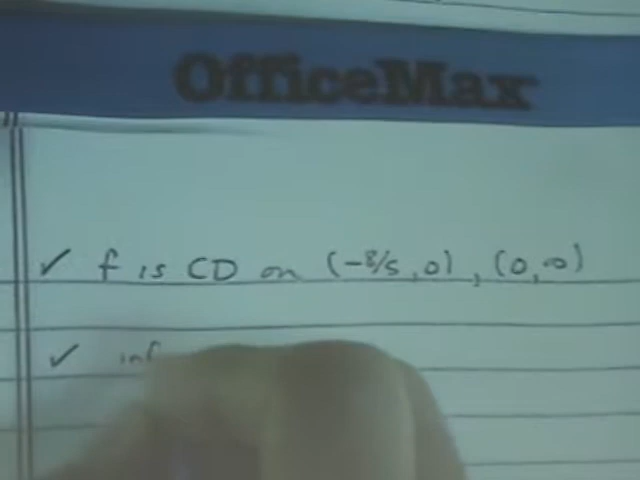 OfficeMax
✓ f is CD on (-8/5, 0), (0, ∞)
✓ inf